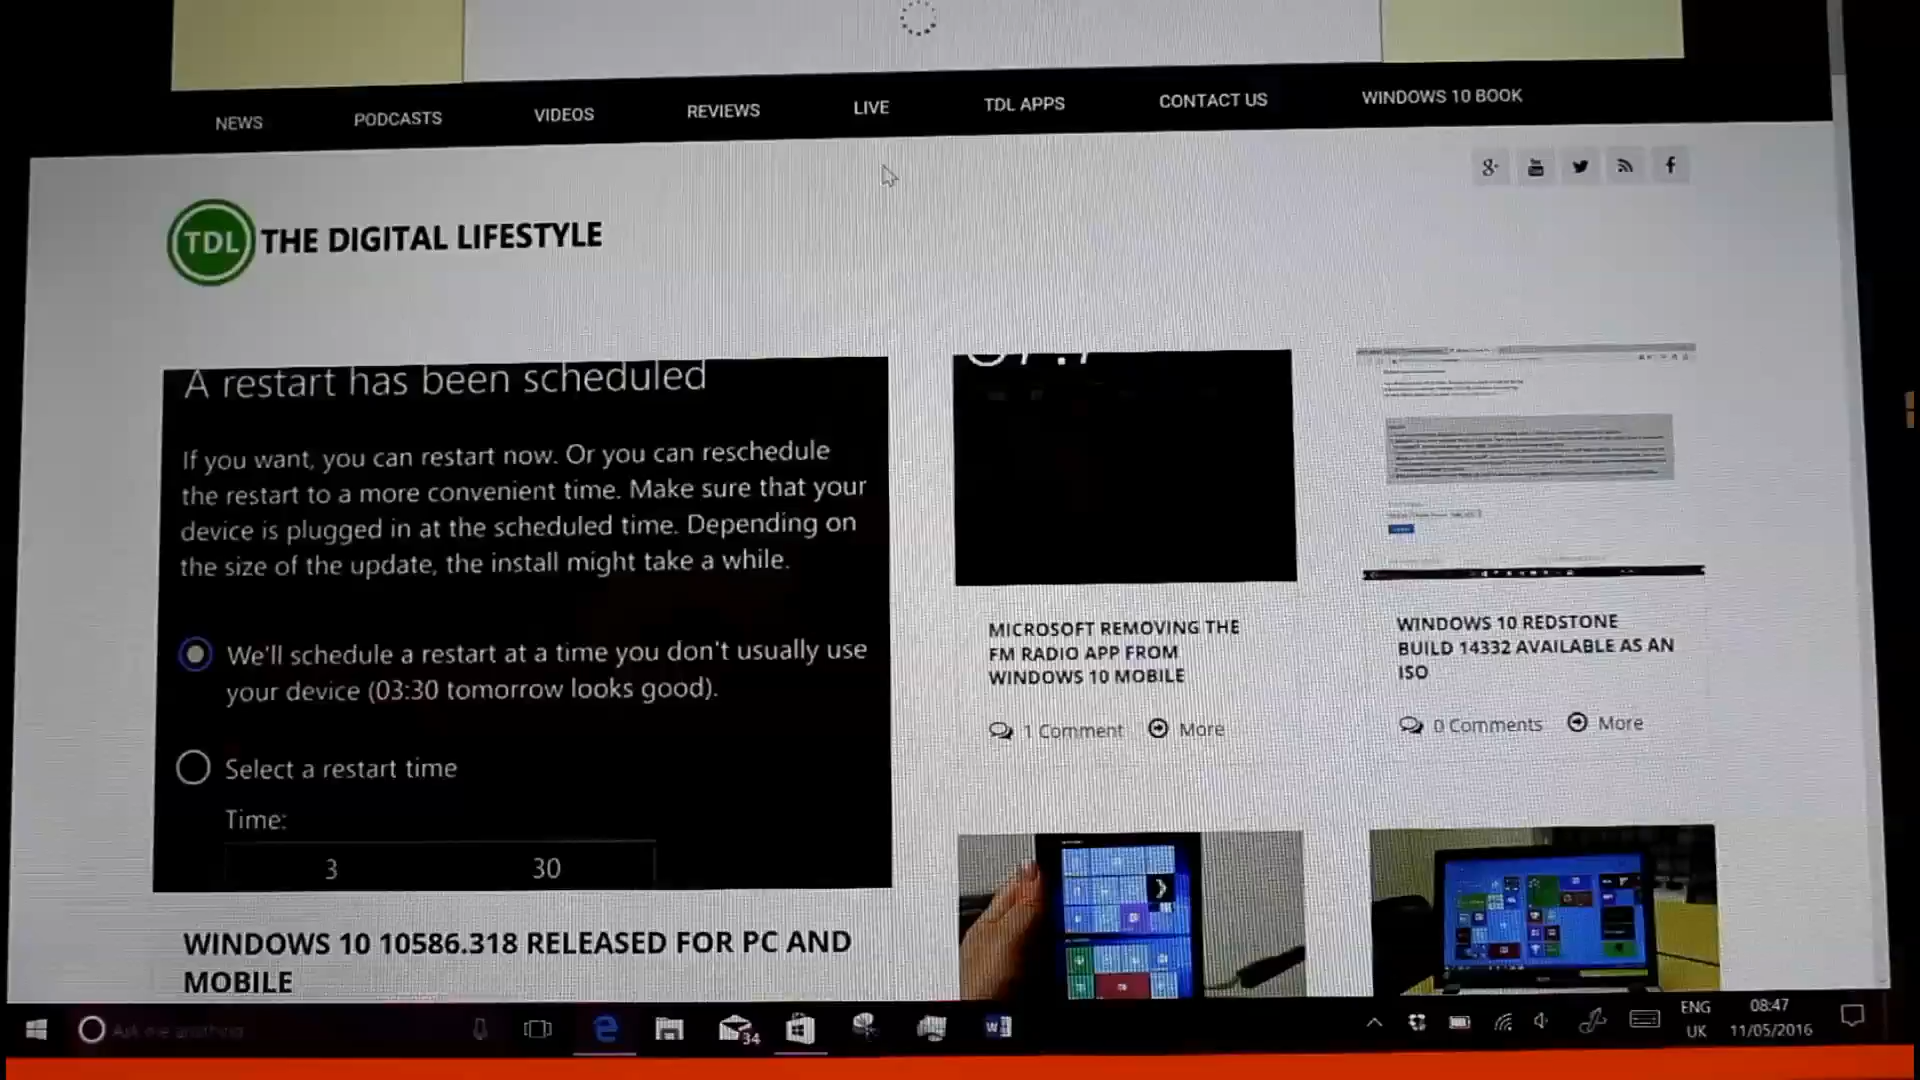 NEWS
PODCASTS
VIDEOS
REVIEWS
LIVE
TDL APPS
CONTACT US
WINDOWS 10 BOOK
TDL
THE DIGITAL LIFESTYLE
A restart has been scheduled
If you want, you can restart now. Or you can reschedule
the restart to a more convenient time. Make sure that your
device is plugged in at the scheduled time. Depending on
the size of the update, the install might take a while.
We'll schedule a restart at a time you don't usually use
your device (03:30 tomorrow looks good).
Select a restart time
Time:
3 30
WINDOWS 10 10586.318 RELEASED FOR PC AND
MOBILE
MICROSOFT REMOVING THE
FM RADIO APP FROM
WINDOWS 10 MOBILE
1 Comment More
WINDOWS 10 REDSTONE
BUILD 14332 AVAILABLE AS AN
ISO
0 Comments More
Ask me anything
34
ENG
UK
08:47
11/05/2016